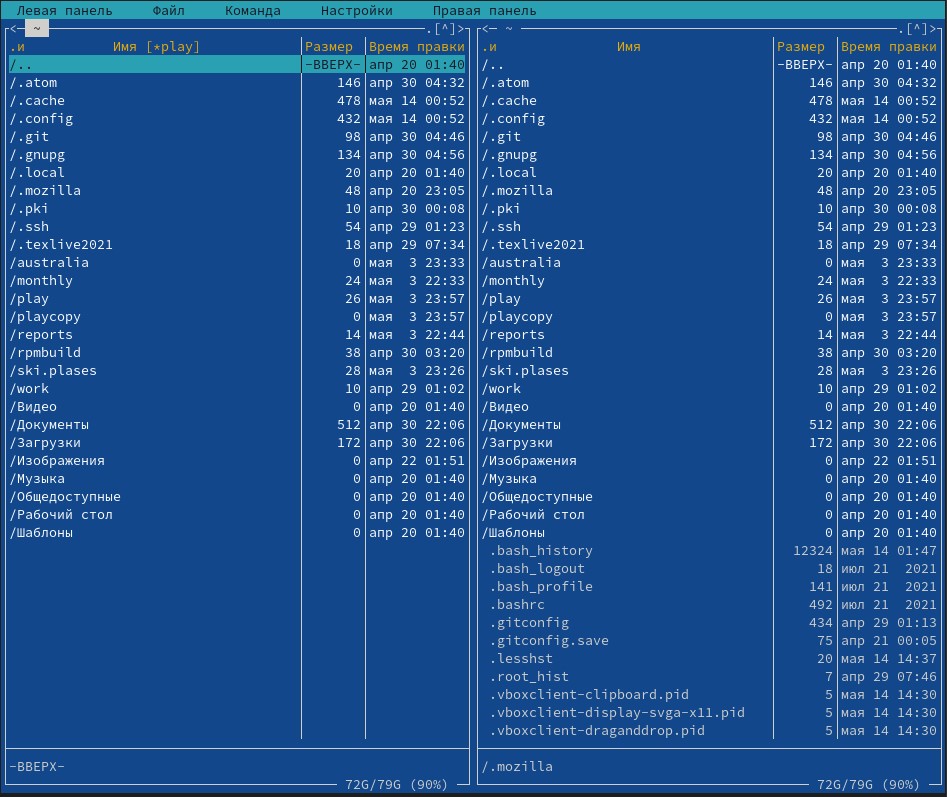 Левая панель Файл Команда Настройки Правая панель
<- ~ .[^]> <- ~ .[^]>
.и Имя [*play] Размер Время правки .и Имя Размер Время правки
/.. -ВВЕРХ- апр 20 01:40 /.. -ВВЕРХ- апр 20 01:40
/.atom 146 апр 30 04:32 /.atom 146 апр 30 04:32
/.cache 478 мая 14 00:52 /.cache 478 мая 14 00:52
/.config 432 мая 14 00:52 /.config 432 мая 14 00:52
/.git 98 апр 30 04:46 /.git 98 апр 30 04:46
/.gnupg 134 апр 30 04:56 /.gnupg 134 апр 30 04:56
/.local 20 апр 20 01:40 /.local 20 апр 20 01:40
/.mozilla 48 апр 20 23:05 /.mozilla 48 апр 20 23:05
/.pki 10 апр 30 00:08 /.pki 10 апр 30 00:08
/.ssh 54 апр 29 01:23 /.ssh 54 апр 29 01:23
/.texlive2021 18 апр 29 07:34 /.texlive2021 18 апр 29 07:34
/australia 0 мая 3 23:33 /australia 0 мая 3 23:33
/monthly 24 мая 3 22:33 /monthly 24 мая 3 22:33
/play 26 мая 3 23:57 /play 26 мая 3 23:57
/playcopy 0 мая 3 23:57 /playcopy 0 мая 3 23:57
/reports 14 мая 3 22:44 /reports 14 мая 3 22:44
/rpmbuild 38 апр 30 03:20 /rpmbuild 38 апр 30 03:20
/ski.plases 28 мая 3 23:26 /ski.plases 28 мая 3 23:26
/work 10 апр 29 01:02 /work 10 апр 29 01:02
/Видео 0 апр 20 01:40 /Видео 0 апр 20 01:40
/Документы 512 апр 30 22:06 /Документы 512 апр 30 22:06
/Загрузки 172 апр 30 22:06 /Загрузки 172 апр 30 22:06
/Изображения 0 апр 22 01:51 /Изображения 0 апр 22 01:51
/Музыка 0 апр 20 01:40 /Музыка 0 апр 20 01:40
/Общедоступные 0 апр 20 01:40 /Общедоступные 0 апр 20 01:40
/Рабочий стол 0 апр 20 01:40 /Рабочий стол 0 апр 20 01:40
/Шаблоны 0 апр 20 01:40 /Шаблоны 0 апр 20 01:40
.bash_history 12324 мая 14 01:47
.bash_logout 18 июл 21 2021
.bash_profile 141 июл 21 2021
.bashrc 492 июл 21 2021
.gitconfig 434 апр 29 01:13
.gitconfig.save 75 апр 21 00:05
.lesshst 20 мая 14 14:37
.root_hist 7 апр 29 07:46
.vboxclient-clipboard.pid 5 мая 14 14:30
.vboxclient-display-svga-x11.pid 5 мая 14 14:30
.vboxclient-draganddrop.pid 5 мая 14 14:30
-ВВЕРХ- /.mozilla
72G/79G (90%) 72G/79G (90%)